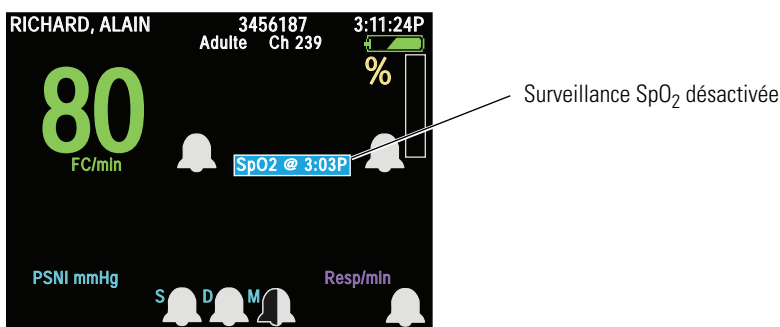 RICHARD, ALAIN 3456187 3:11:24P
Adulte Ch 239
80
%
FC/min
SpO2 @ 3:03P
Surveillance SpO₂ désactivée
PSNI mmHg
Resp/min
S D M